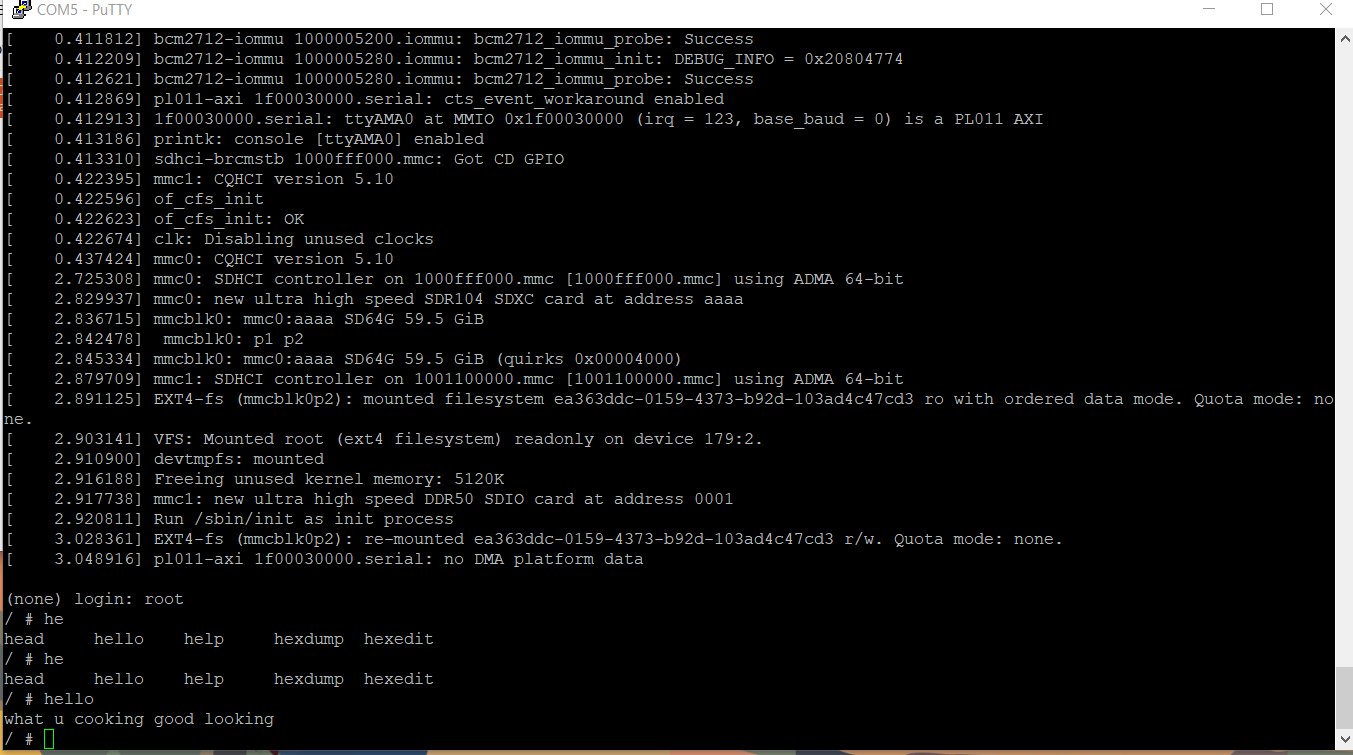 COM5 - PuTTY
[    0.411812] bcm2712-iommu 1000005200.iommu: bcm2712_iommu_probe: Success
[    0.412209] bcm2712-iommu 1000005280.iommu: bcm2712_iommu_init: DEBUG_INFO = 0x20804774
[    0.412621] bcm2712-iommu 1000005280.iommu: bcm2712_iommu_probe: Success
[    0.412869] pl011-axi 1f00030000.serial: cts_event_workaround enabled
[    0.412913] 1f00030000.serial: ttyAMA0 at MMIO 0x1f00030000 (irq = 123, base_baud = 0) is a PL011 AXI
[    0.413186] printk: console [ttyAMA0] enabled
[    0.413310] sdhci-brcmstb 1000fff000.mmc: Got CD GPIO
[    0.422395] mmc1: CQHCI version 5.10
[    0.422596] of_cfs_init
[    0.422623] of_cfs_init: OK
[    0.422674] clk: Disabling unused clocks
[    0.437424] mmc0: CQHCI version 5.10
[    2.725308] mmc0: SDHCI controller on 1000fff000.mmc [1000fff000.mmc] using ADMA 64-bit
[    2.829937] mmc0: new ultra high speed SDR104 SDXC card at address aaaa
[    2.836715] mmcblk0: mmc0:aaaa SD64G 59.5 GiB
[    2.842478]  mmcblk0: p1 p2
[    2.845334] mmcblk0: mmc0:aaaa SD64G 59.5 GiB (quirks 0x00004000)
[    2.879709] mmc1: SDHCI controller on 1001100000.mmc [1001100000.mmc] using ADMA 64-bit
[    2.891125] EXT4-fs (mmcblk0p2): mounted filesystem ea363ddc-0159-4373-b92d-103ad4c47cd3 ro with ordered data mode. Quota mode: no
ne.
[    2.903141] VFS: Mounted root (ext4 filesystem) readonly on device 179:2.
[    2.910900] devtmpfs: mounted
[    2.916188] Freeing unused kernel memory: 5120K
[    2.917738] mmc1: new ultra high speed DDR50 SDIO card at address 0001
[    2.920811] Run /sbin/init as init process
[    3.028361] EXT4-fs (mmcblk0p2): re-mounted ea363ddc-0159-4373-b92d-103ad4c47cd3 r/w. Quota mode: none.
[    3.048916] pl011-axi 1f00030000.serial: no DMA platform data
(none) login: root
/ # he
head     hello    help     hexdump  hexedit
/ # he
head     hello    help     hexdump  hexedit
/ # hello
what u cooking good looking
/ #